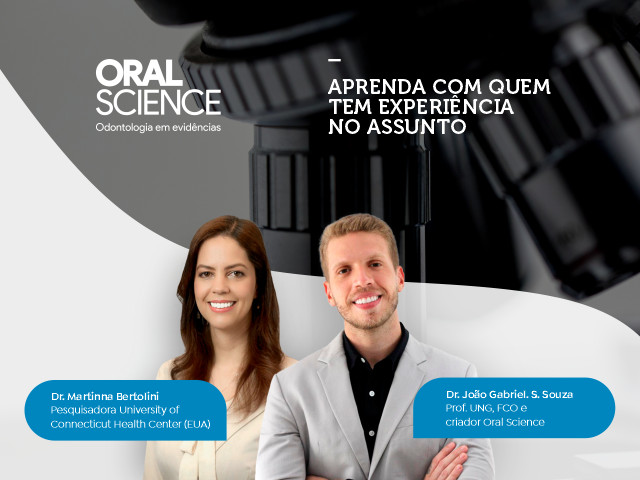 ORAL
SCIENCE
Odontologia em evidências
APRENDA COM QUEM
TEM EXPERIÊNCIA
NO ASSUNTO
Dr. Martinna Bertolini
Pesquisadora University of
Connecticut Health Center (EUA)
Dr. João Gabriel. S. Souza
Prof. UNG, FCO e
criador Oral Science